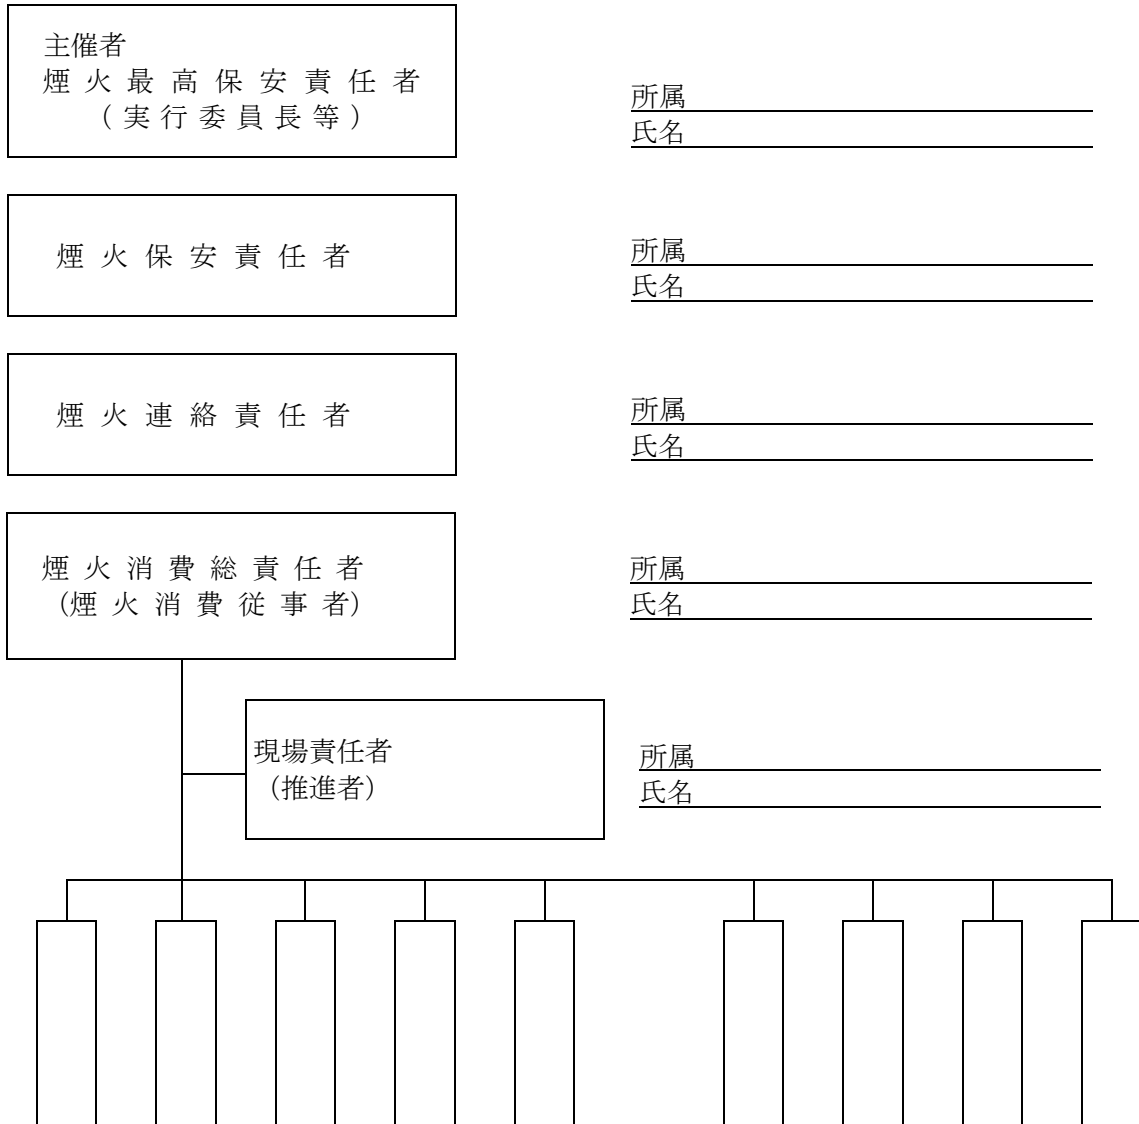 主催者
煙火最高保安責任者
(実行委員長等)
所属
氏名
煙火保安責任者
所属
氏名
煙火連絡責任者
所属
氏名
煙火消費総責任者
(煙火消費従事者)
所属
氏名
現場責任者
(推進者)
所属
氏名